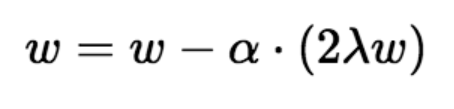 w = w − α · (2λw)